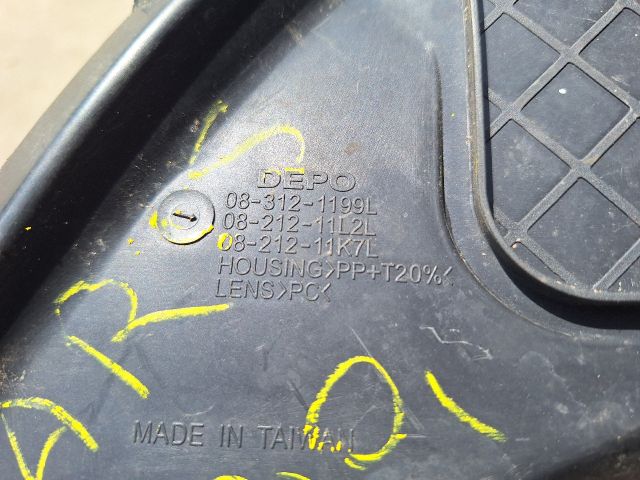 DEPO
08-312-1199L
08-212-11L2L
08-212-11K7L
HOUSING>PP+T20%<
LENS>PC<
MADE IN TAIWAN